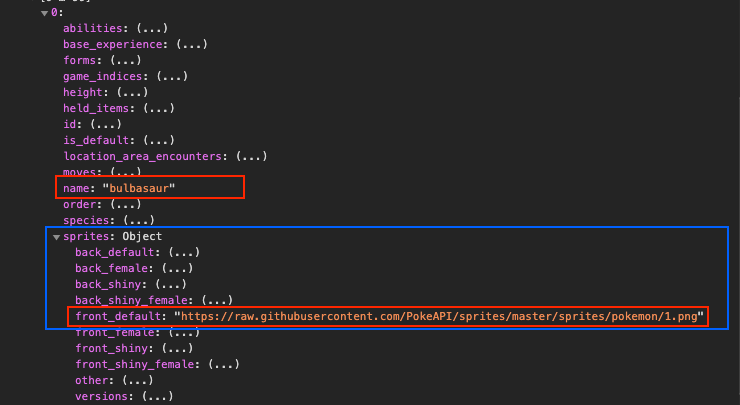 0:
abilities: (...)
base_experience: (...)
forms: (...)
game_indices: (...)
height: (...)
held_items: (...)
id: (...)
is_default: (...)
location_area_encounters: (...)
moves: (...)
name: "bulbasaur"
order: (...)
species: (...)
sprites: Object
back_default: (...)
back_female: (...)
back_shiny: (...)
back_shiny_female: (...)
front_default: "https://raw.githubusercontent.com/PokeAPI/sprites/master/sprites/pokemon/1.png"
front_female: (...)
front_shiny: (...)
front_shiny_female: (...)
other: (...)
versions: (...)